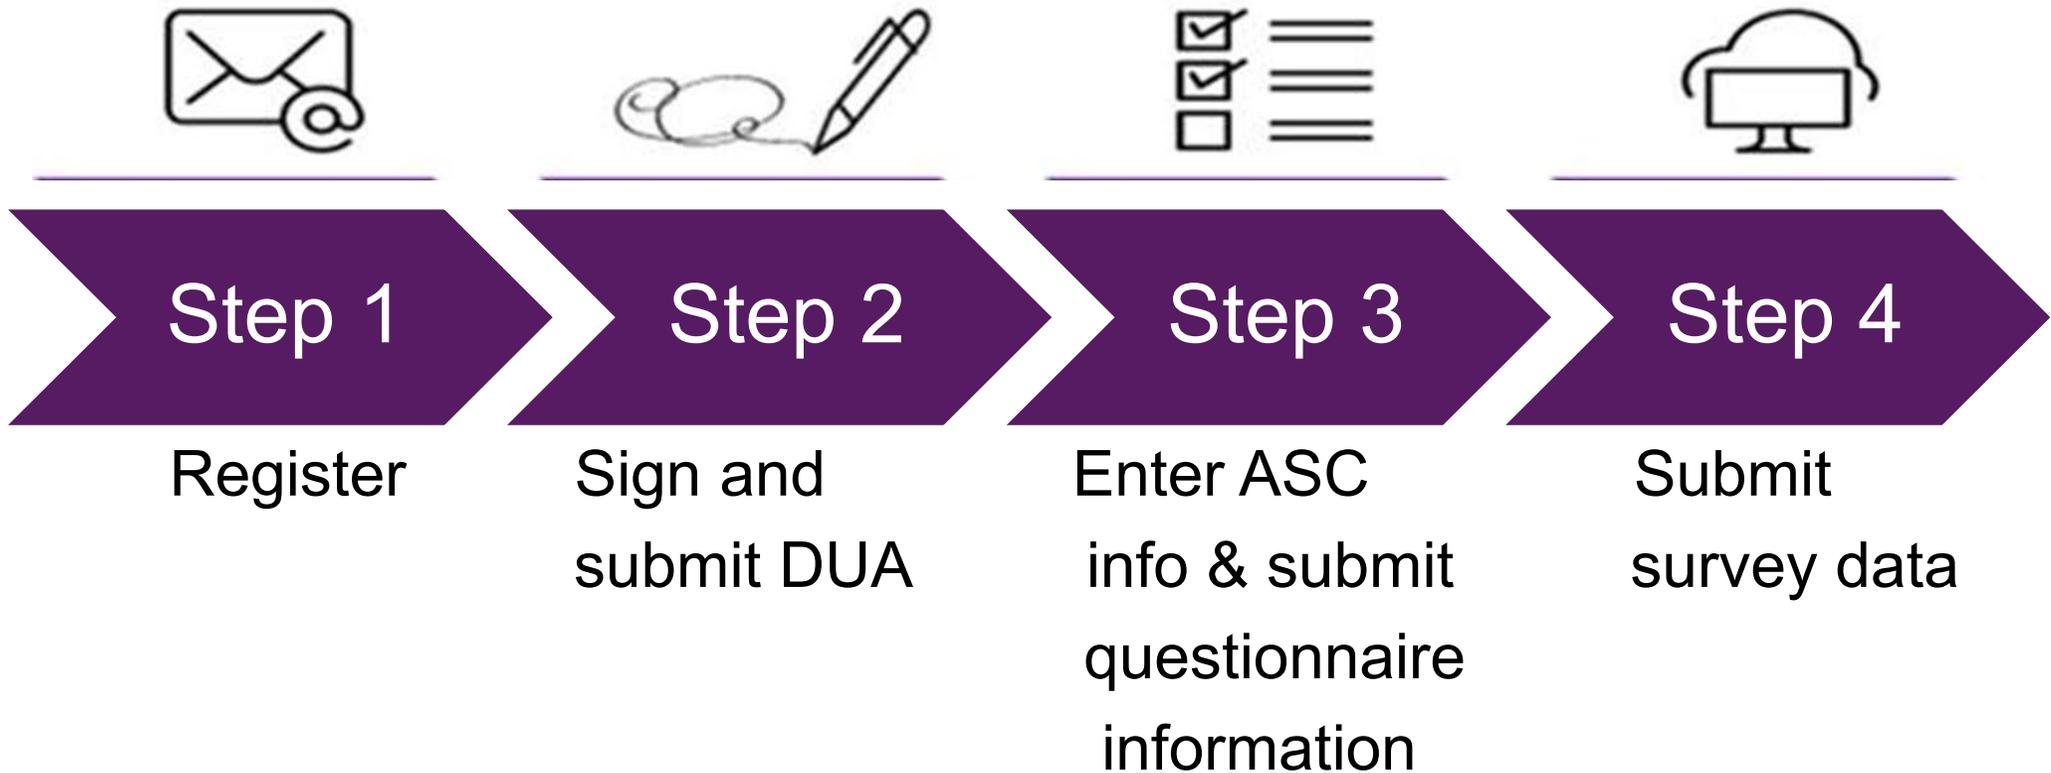 Step 1
Step 2
Step 3
Step 4
Register
Sign and
submit DUA
Enter ASC
info & submit
questionnaire
information
Submit
survey data